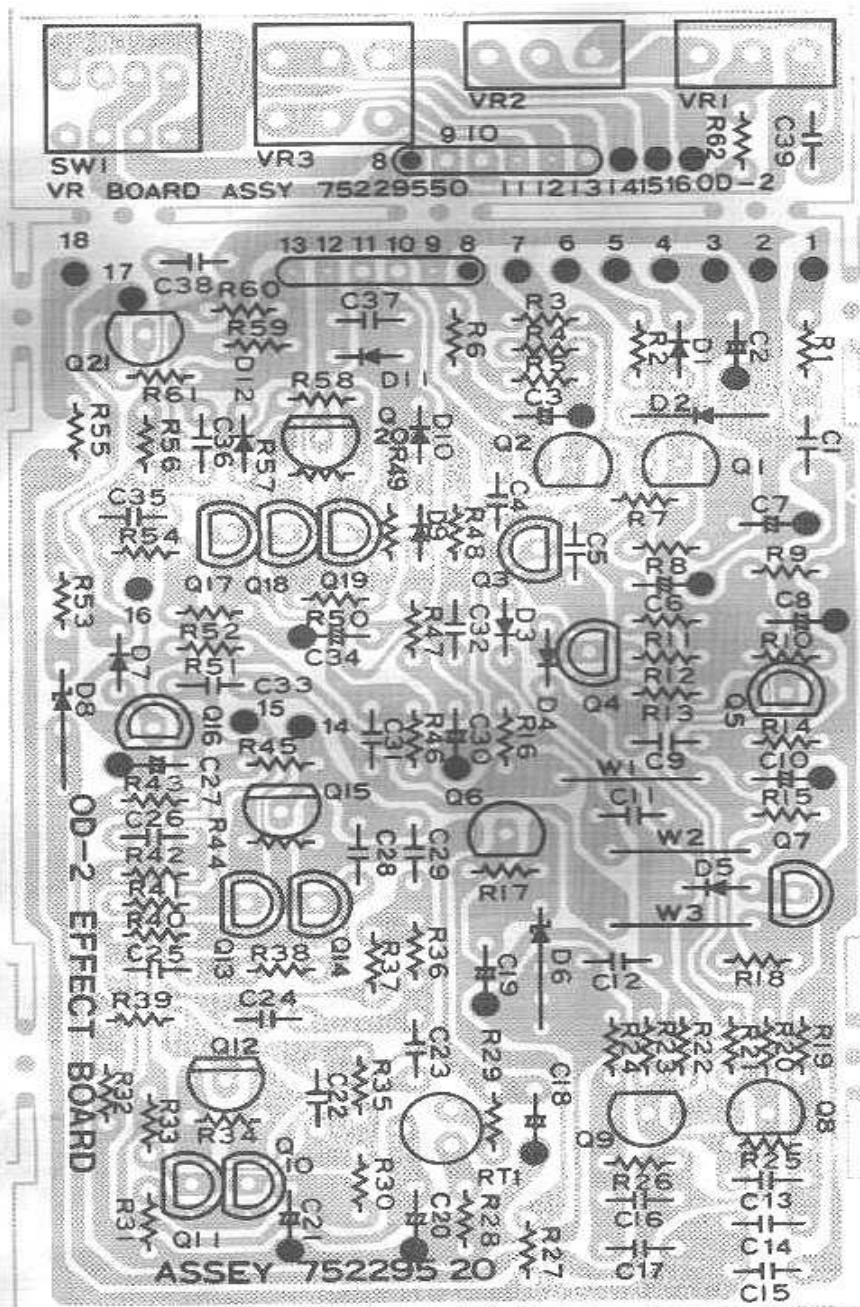 VR2 VR1
SW1 VR3 9 10 R62 C39
8
VR BOARD ASSY 75229550 11 12 13 14 15 16 OD-2
18 13 12 11 10 9 8 7 6 5 4 3 2 1
17 C38 R60 C37 R3
R59 R6 R4 R2 D1 C2 R1
Q21 D12 D11 R5
R61 R58 C3
R55 R56 C36 R57 Q20 D10 D2
R49 Q2 Q1 C1
C35 C4 R7 C7
R54 D9 R48 C5 R9
Q17 Q18 Q19 Q3 R8
R53 16 R50 C6 C8
R52 C34 R47 C32 D3 R11 R10
D7 R51 C33 R12
D8 Q16 15 14 D4 Q4 R13 Q5
R45 C31 R46 C30 R16 C9 R14
R43 C27 W1 C10
C26 R44 Q15 Q6 C11 R15
R42 C28 C29 W2 Q7
R41 R17 D5
R40 W3
C25 Q13 R38 Q14 R37 R36 C19 D6 C12 R18
R39 C24
Q12 C23 R29 C18 R24 R23 R22 R21 R20 R19
R32 R33 R34 C22 R35 Q9 Q8
RT1 R25
R31 Q11 Q10 C21 R30 C20 R28 R27 R26 C13
C16 C14
C17 C15
OD-2 EFFECT BOARD
ASSEY 752295 20